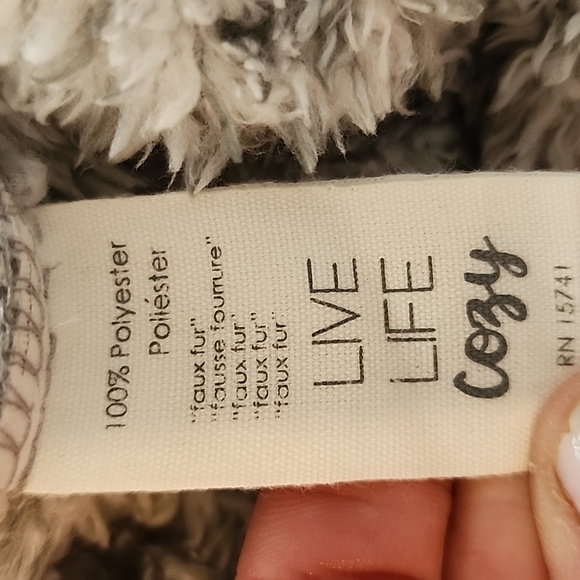 100% Polyester
Poliéster
"faux fur"
"fausse fourrure"
"faux fur"
"faux fur"
"faux fur"
LIVE
LIFE
cozy
RN 15741